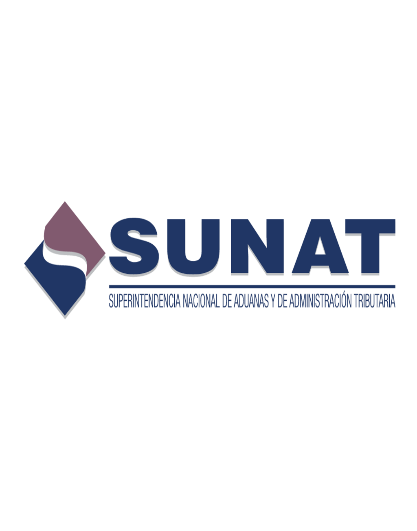 SUNAT
SUPERINTENDENCIA NACIONAL DE ADUANAS Y DE ADMINISTRACIÓN TRIBUTARIA